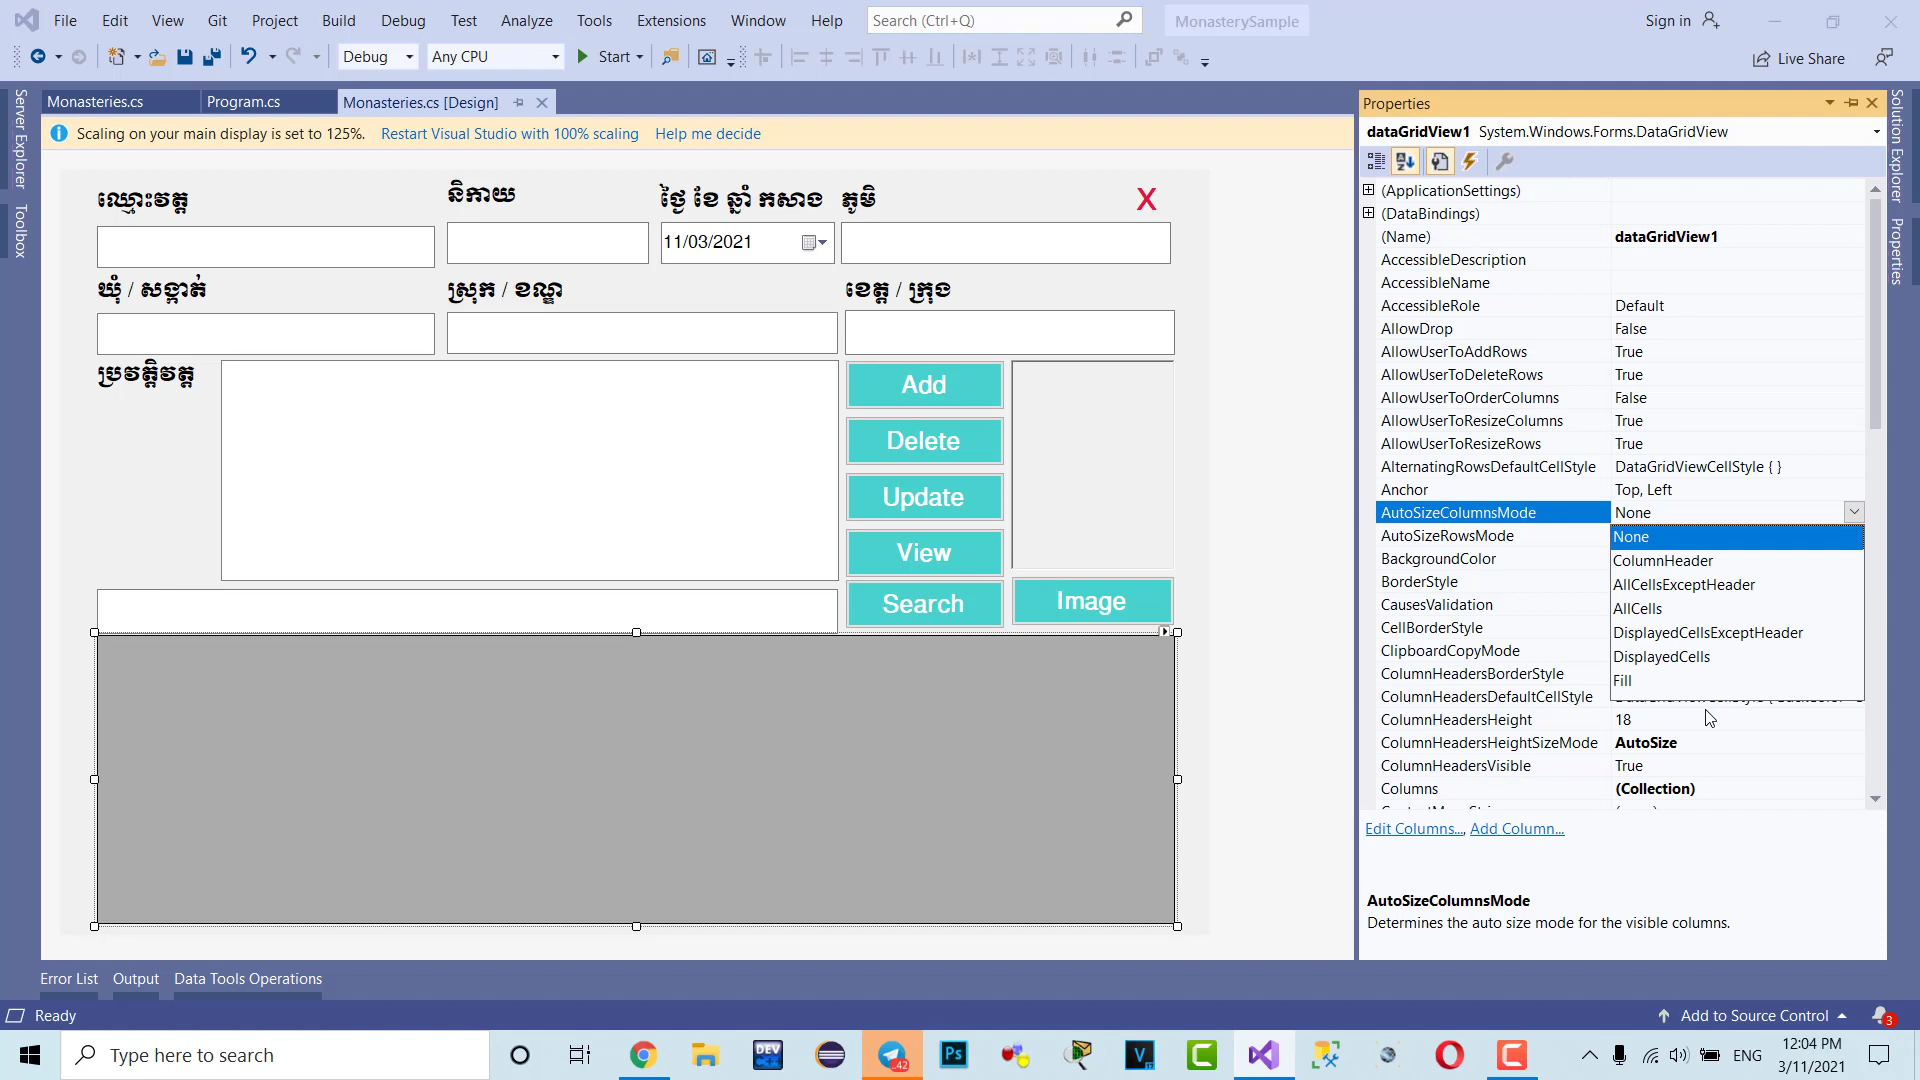 File Edit View Git Project Build Debug Test Analyze Tools Extensions Window Help Search (Ctrl+Q) MonasterySample Sign in
Debug Any CPU Start Live Share
Server Explorer
Toolbox
Monasteries.cs Program.cs Monasteries.cs [Design]
Scaling on your main display is set to 125%. Restart Visual Studio with 100% scaling Help me decide
ឈ្មោះវត្ត និកាយ ថ្ងៃ ខែ ឆ្នាំ កសាង ភូមិ X
11/03/2021
ឃុំ / សង្កាត់ ស្រុក / ខណ្ឌ ខេត្ត / ក្រុង
ប្រវត្តិវត្ត
Add
Delete
Update
View
Search Image
Properties
dataGridView1 System.Windows.Forms.DataGridView
(ApplicationSettings)
(DataBindings)
(Name) dataGridView1
AccessibleDescription
AccessibleName
AccessibleRole Default
AllowDrop False
AllowUserToAddRows True
AllowUserToDeleteRows True
AllowUserToOrderColumns False
AllowUserToResizeColumns True
AllowUserToResizeRows True
AlternatingRowsDefaultCellStyle DataGridViewCellStyle { }
Anchor Top, Left
AutoSizeColumnsMode None
AutoSizeRowsMode None
BackgroundColor ColumnHeader
BorderStyle AllCellsExceptHeader
CausesValidation AllCells
CellBorderStyle DisplayedCellsExceptHeader
ClipboardCopyMode DisplayedCells
ColumnHeadersBorderStyle Fill
ColumnHeadersDefaultCellStyle
ColumnHeadersHeight 18
ColumnHeadersHeightSizeMode AutoSize
ColumnHeadersVisible True
Columns (Collection)
Edit Columns..., Add Column...
AutoSizeColumnsMode
Determines the auto size mode for the visible columns.
Solution Explorer
Properties
Error List Output Data Tools Operations
Ready Add to Source Control 3
Type here to search DEV 42 Ps V ENG 12:04 PM
3/11/2021